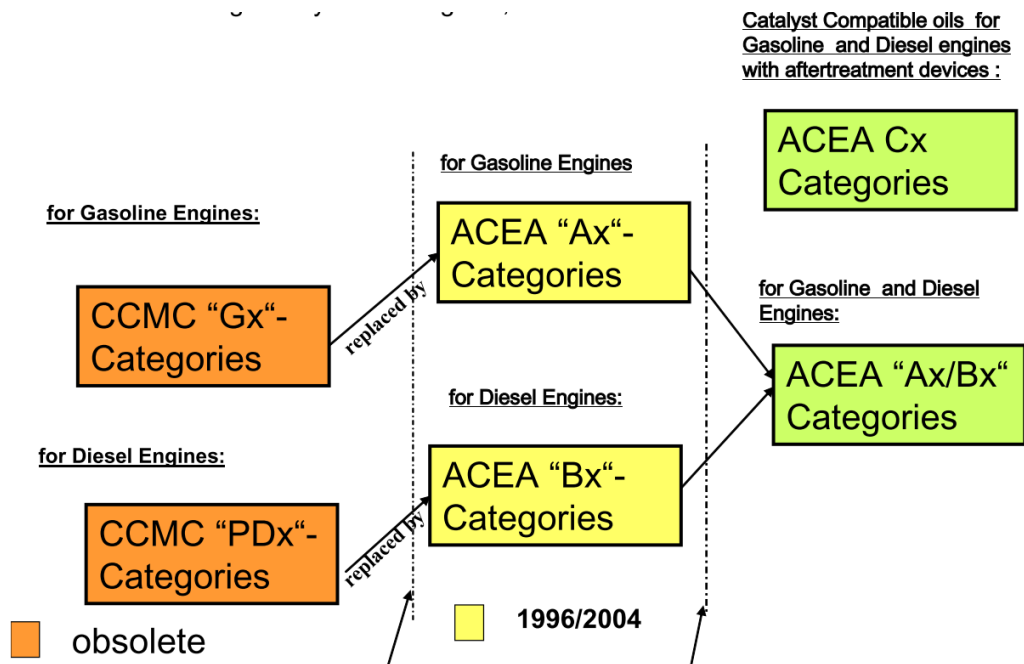 Catalyst Compatible oils for
Gasoline and Diesel engines
with aftertreatment devices :
ACEA Cx
Categories
for Gasoline Engines
ACEA “Ax“-
Categories
for Gasoline Engines:
CCMC “Gx“-
Categories
replaced by
for Gasoline and Diesel
Engines:
ACEA “Ax/Bx“
Categories
for Diesel Engines:
ACEA “Bx“-
Categories
for Diesel Engines:
CCMC “PDx“-
Categories
replaced by
obsolete
1996/2004